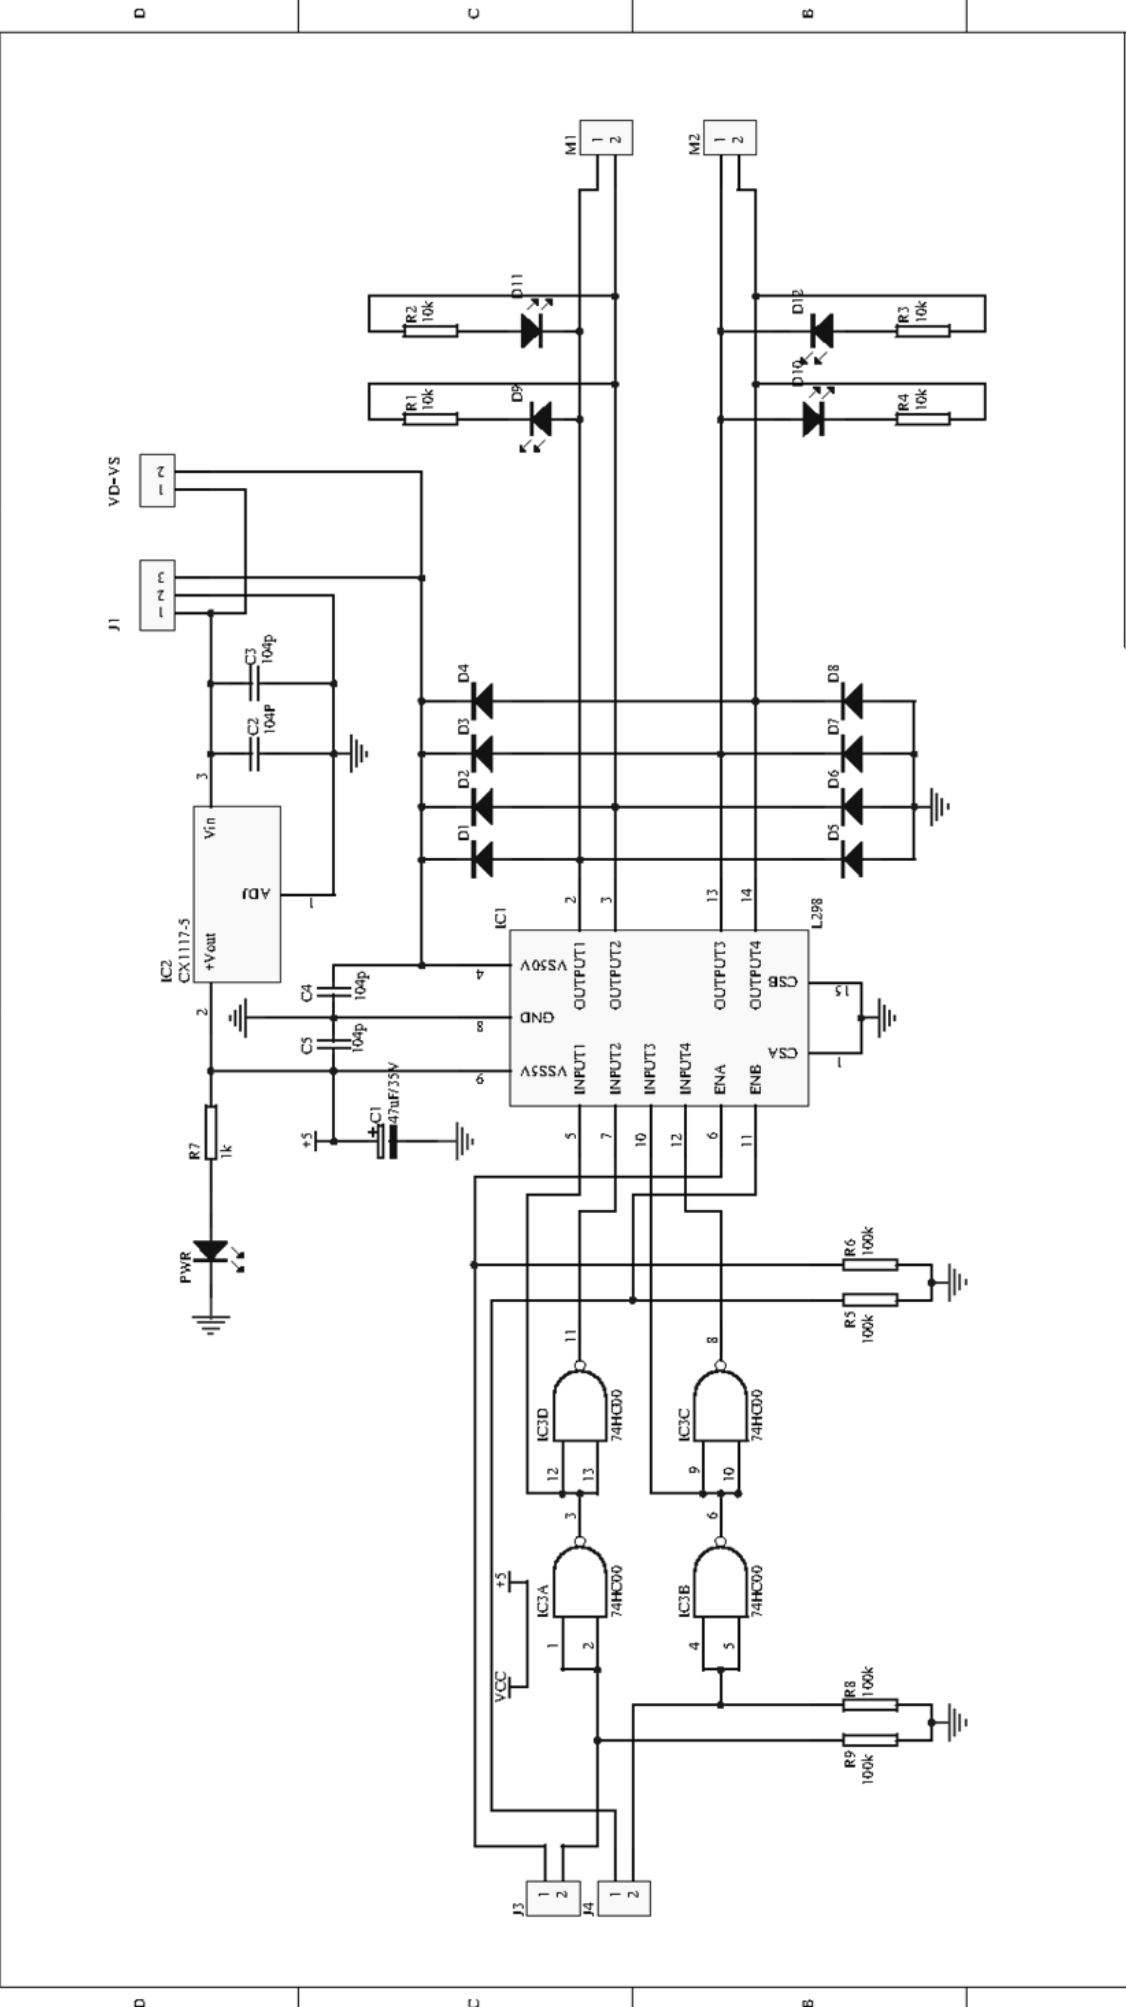 D
C
B
M1
1
2
M2
1
2
R2
10k
D11
D12
R3
10k
R1
10k
D9
D10
R4
10k
VD-VS
2
1
J1
3
2
1
C3
104p
C2
104P
3
Vin
ADJ
1
+Vout
IC2
CX1117-5
2
D4
D3
D2
D1
D8
D7
D6
D5
2
3
13
14
IC1
L298
C4
104p
C5
104p
4
8
9
VS50V
GND
VSS5V
OUTPUT1
OUTPUT2
OUTPUT3
OUTPUT4
INPUT1
INPUT2
INPUT3
INPUT4
ENA
ENB
CSB
15
CSA
1
+5
C1
+
47uF/35V
R7
1k
PWR
5
7
10
12
6
11
R6
100k
R5
100k
11
8
IC3D
74HC00
12
13
IC3C
74HC00
9
10
3
6
+5
VCC
IC3A
74HC00
1
2
IC3B
74HC00
4
5
R8
100k
R9
100k
J3
1
2
J4
1
2
D
C
B